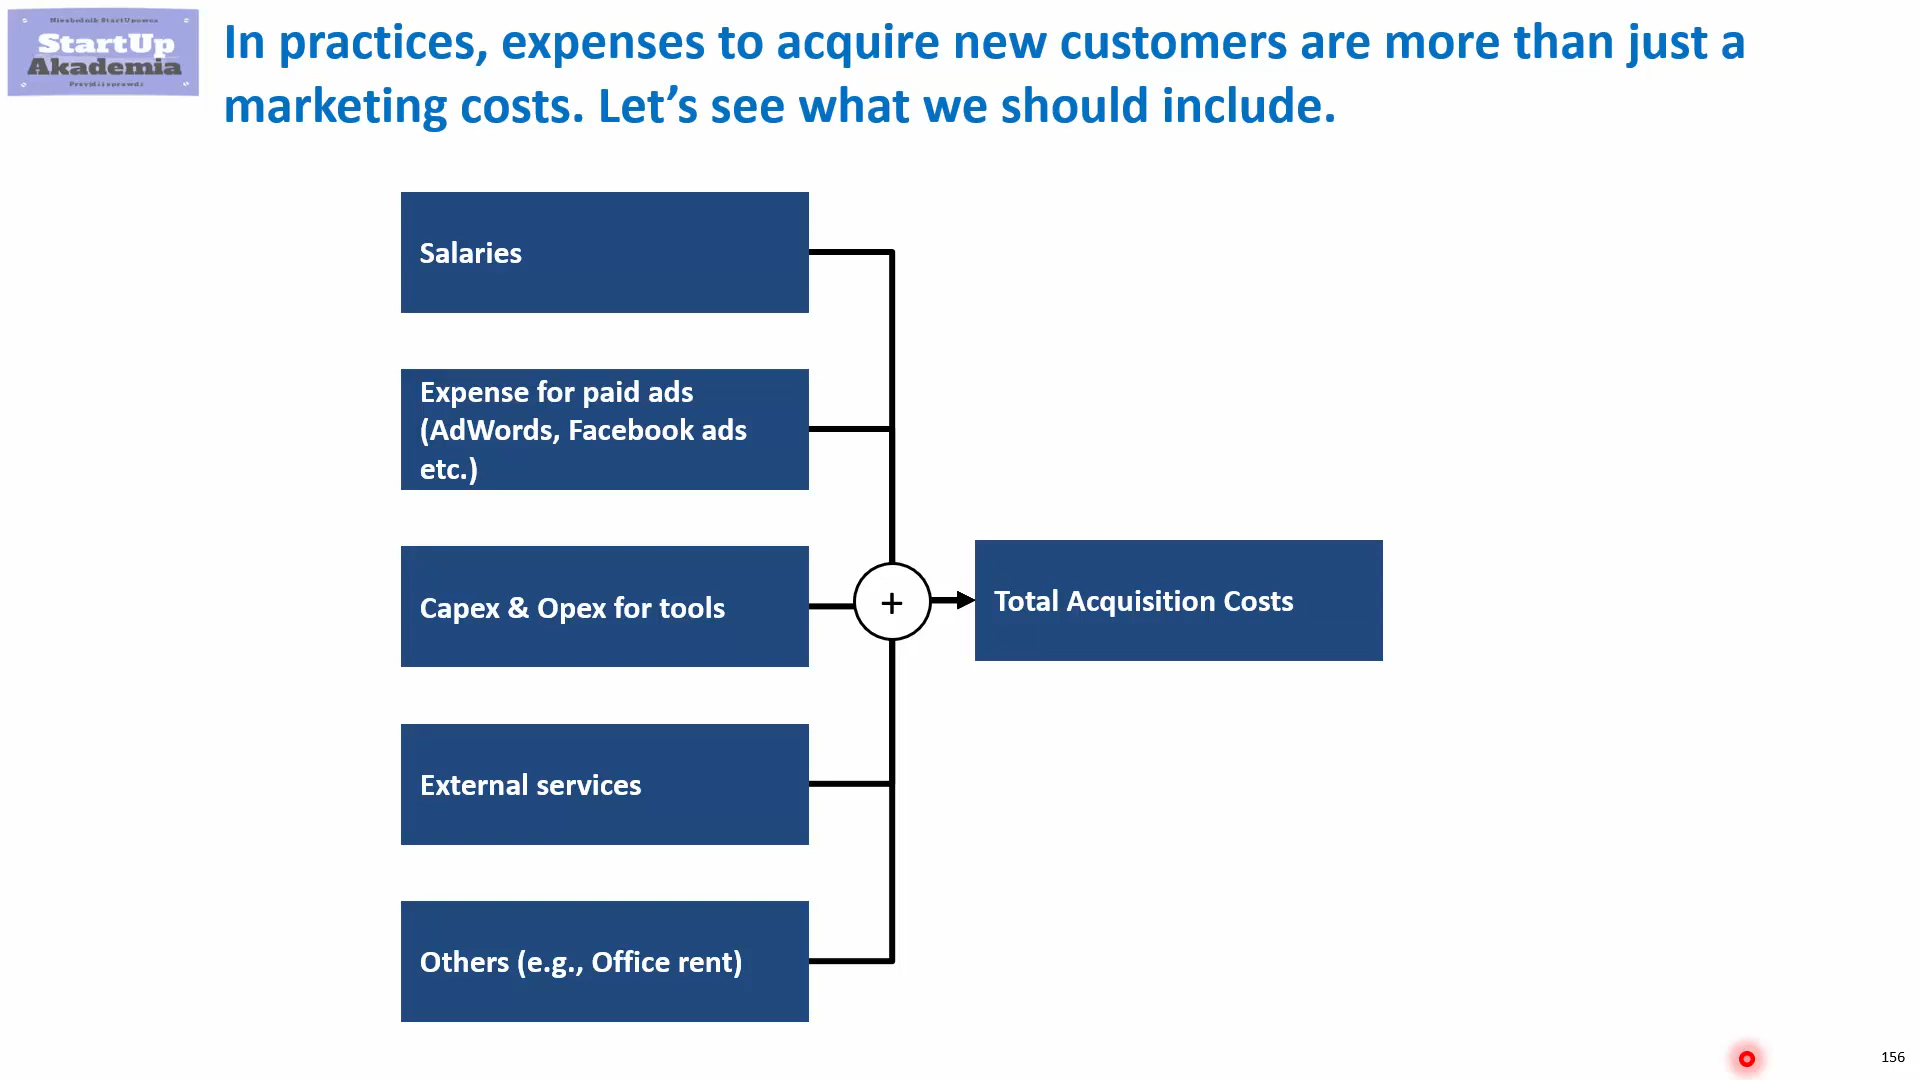 Niezbędnik StartUpowca
StartUp
Akademia
In practices, expenses to acquire new customers are more than just a
marketing costs. Let’s see what we should include.
Salaries
Expense for paid ads
(AdWords, Facebook ads
etc.)
Capex & Opex for tools
+
Total Acquisition Costs
External services
Others (e.g., Office rent)
156